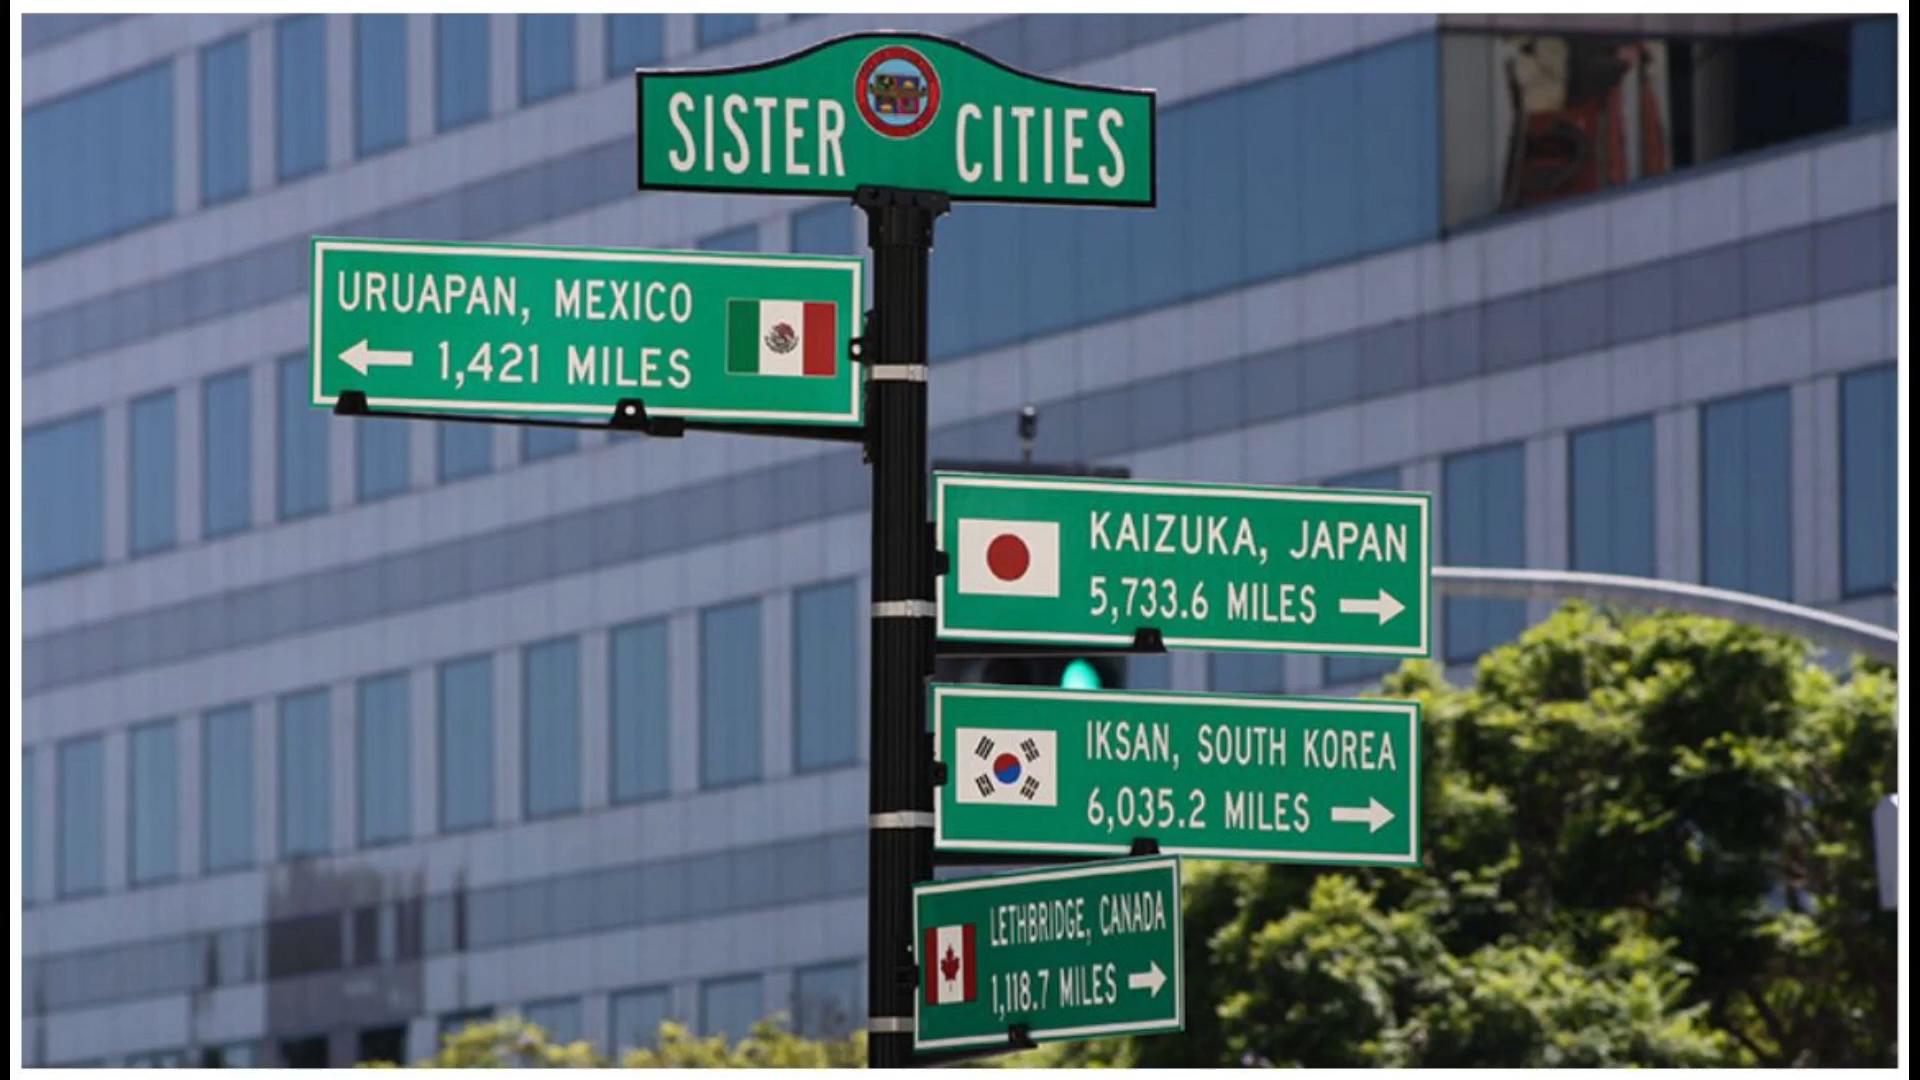 SISTER CITIES
URUAPAN, MEXICO
← 1,421 MILES
KAIZUKA, JAPAN
5,733.6 MILES →
IKSAN, SOUTH KOREA
6,035.2 MILES →
LETHBRIDGE, CANADA
1,118.7 MILES →